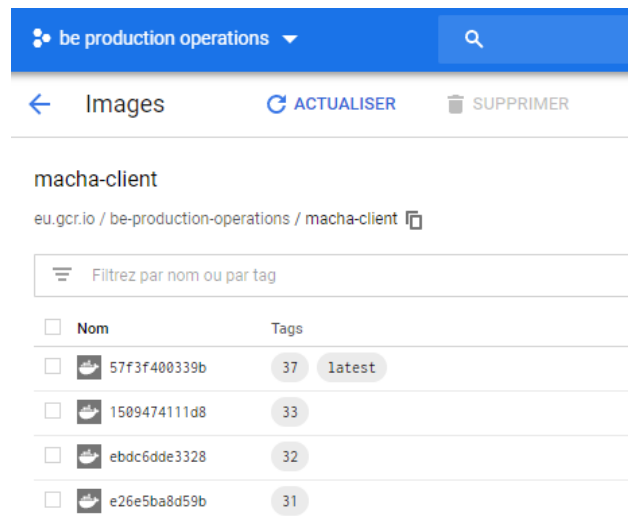 be production operations
Images ACTUALISER SUPPRIMER
macha-client
eu.gcr.io / be-production-operations / macha-client
Filtrez par nom ou par tag
Nom Tags
57f3f400339b 37 latest
1509474111d8 33
ebdc6dde3328 32
e26e5ba8d59b 31